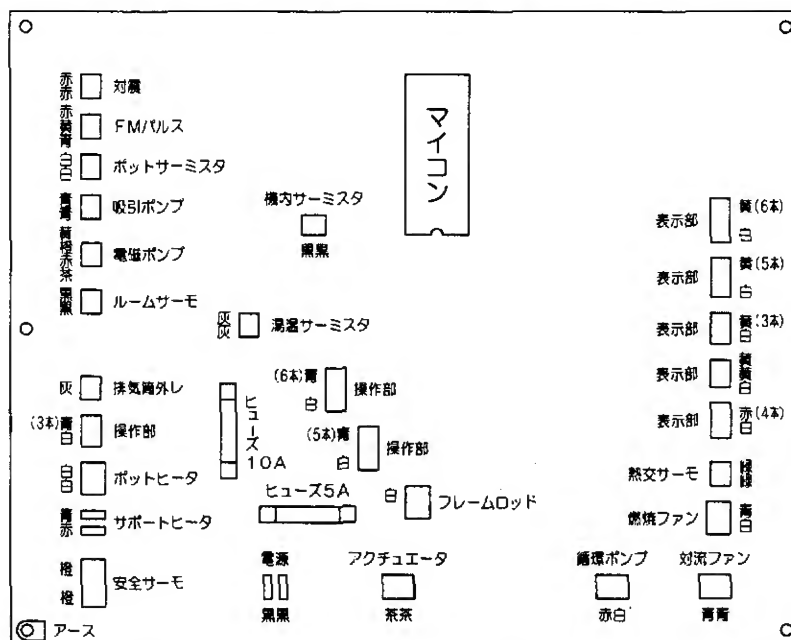 赤赤 対震
赤黄青 FMパルス
白白 ポットサーミスタ
青青 吸引ポンプ
黄橙赤茶 電磁ポンプ
黒黒 ルームサーモ
マイコン
機内サーミスタ
黒黒
灰灰 湯温サーミスタ
表示部 黄(6本) 白
表示部 黄(5本) 白
表示部 黄(3本) 白
表示部 黄黄白
表示部 赤(4本) 白
熱交サーモ 緑緑
燃焼ファン 青白
灰 排気筒外レ
(3本)青白 操作部
白白 ポットヒータ
青赤 サポートヒータ
橙橙 安全サーモ
ヒューズ10A
(6本)青 白 操作部
(5本)青 白 操作部
ヒューズ5A
白 フレームロッド
電源
黒黒
アクチュエータ
茶茶
循環ポンプ
赤白
対流ファン
青青
アース